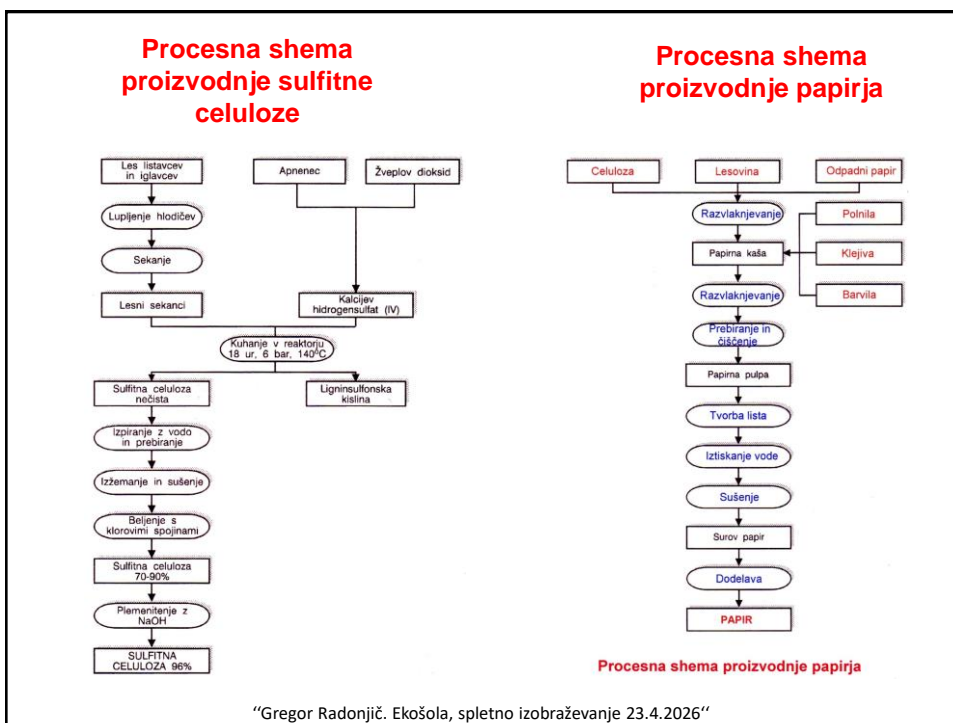 Procesna shema
proizvodnje sulfitne
celuloze
Les listavcev
in iglavcev
Apnenec
Žveplov dioksid
Lupljenje hlodičev
Sekanje
Lesni sekanci
Kalcijev
hidrogensulfat (IV)
Kuhanje v reaktorju
18 ur, 6 bar, 140⁰C
Sulfitna celuloza
nečista
Ligninsulfonska
kislina
Izpiranje z vodo
in prebiranje
Ižžemanje in sušenje
Beljenje s
klorovimi spojinami
Sulfitna celuloza
70-90%
Plemenitenje z
NaOH
SULFITNA
CELULOZA 96%
Procesna shema
proizvodnje papirja
Celuloza
Lesovina
Odpadni papir
Razvlaknjevanje
Polnila
Papirna kaša
Klejiva
Razvlaknjevanje
Barvila
Prebiranje in
čiščenje
Papirna pulpa
Tvorba lista
Iztiskanje vode
Sušenje
Surov papir
Dodelava
PAPIR
Procesna shema proizvodnje papirja
“Gregor Radonjič. Ekošola, spletno izobraževanje 23.4.2026“